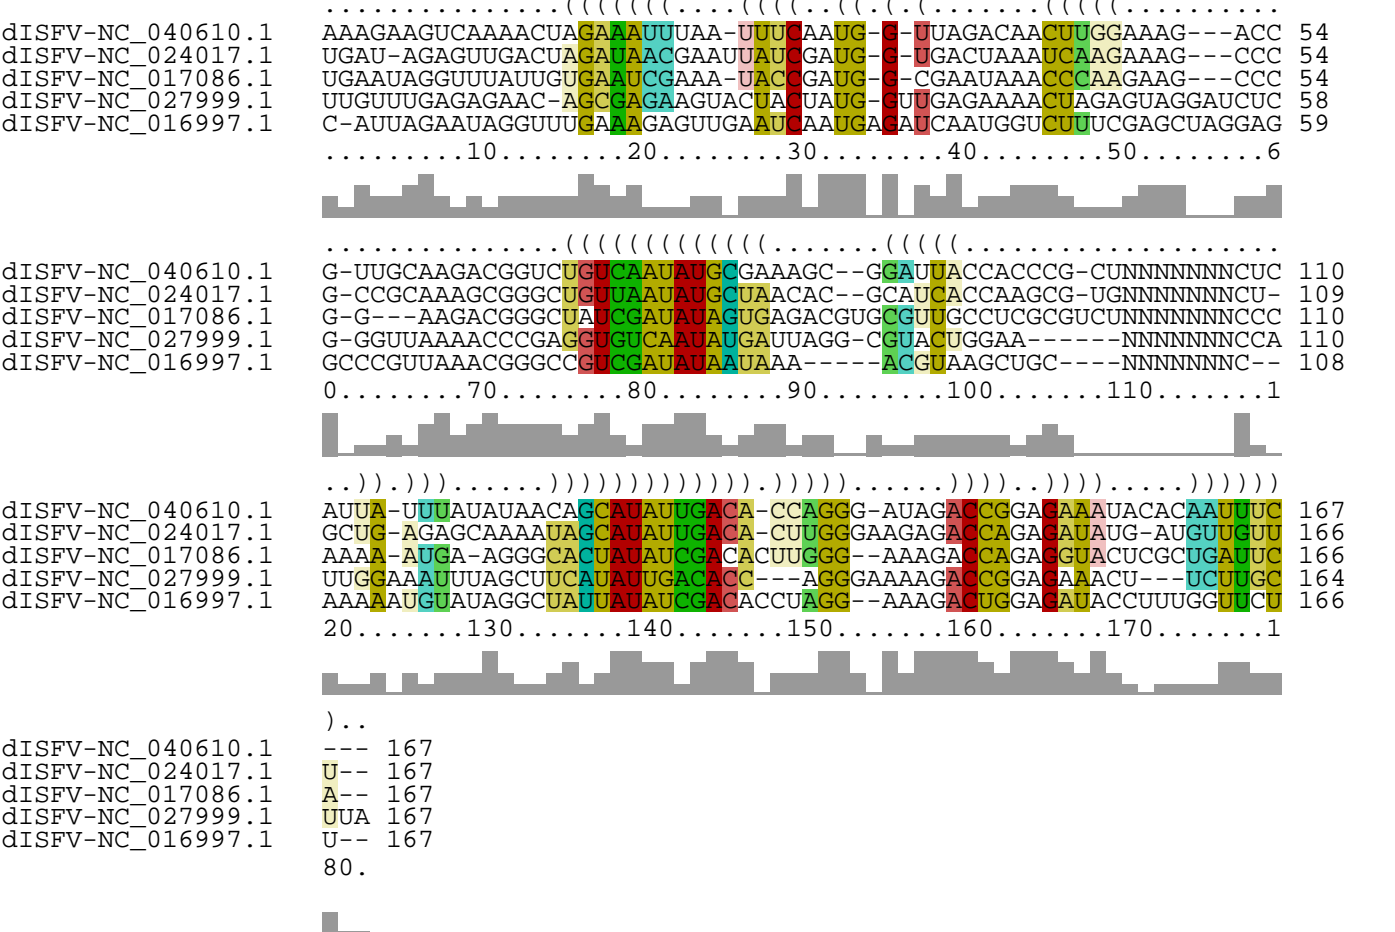 ...............(((((((....((((..((.(.(.......(((((..........
dISFV-NC_040610.1 AAAGAAGUCAAAACUAGAAAUUUAA-UUUCAAUG-G-UUAGACAACUUGGAAAG---ACC 54
dISFV-NC_024017.1 UGAU-AGAGUUGACUAGAUAACGAAUUAUCGAUG-G-UGACUAAAUCAAGAAAG---CCC 54
dISFV-NC_017086.1 UGAAUAGGUUUAUUGUGAAUCGAAA-UACCGAUG-G-CGAAUAAACCCAAGAAG---CCC 54
dISFV-NC_027999.1 UUGUUUGAGAGAAC-AGCGAGAAGUACUACUAUG-GUUGAGAAAACUAGAGUAGGAUCUC 58
dISFV-NC_016997.1 C-AUUAGAAUAGGUUUGAAAGAGUUGAAUCAAUGAGAUCAAUGGUCUUUCGAGCUAGGAG 59
.........10........20........30........40........50........6
...............(((((((((((((.......(((((....................
dISFV-NC_040610.1 G-UUGCAAGACGGUCUGUCAAUAUGCGAAAGC--GGAUUACCACCCG-CUNNNNNNNCUC 110
dISFV-NC_024017.1 G-CCGCAAAGCGGGCUGUUAAUAUGCUAACAC--GCAUCACCAAGCG-UGNNNNNNNCU- 109
dISFV-NC_017086.1 G-G---AAGACGGGCUAUCGAUAUAGUGAGACGUGCGUUGCCUCGCGUCUNNNNNNNCCC 110
dISFV-NC_027999.1 G-GGUUAAAACCCGAGGUGUCAAUAUGAUUAGG-CGUACUGGAA------NNNNNNNCCA 110
dISFV-NC_016997.1 GCCCGUUAAACGGGCCGUCGAUAUAAUAAA-----ACGUAAGCUGC----NNNNNNNC-- 108
0........70........80........90........100.......110.......1
..)).)))......))))))))))))).)))))......))))..)))).....))))))
dISFV-NC_040610.1 AUUA-UUUAUAUAACAGCAUAUUGACA-CCAGGG-AUAGACCGGAGAAAUACACAAUUUC 167
dISFV-NC_024017.1 GCUG-ACAGCAAAAUAGCAUAUUGACA-CUUGGGAAGAGACCAGAGAUUG-AUGUUGUU 166
dISFV-NC_017086.1 AAAA-AUGA-AGGGCACUAUAUCGACACUUGGG--AAAGACCAGAGGUACUCGCUGAUUC 166
dISFV-NC_027999.1 UUGGAAAUUUAGCUUCAUAUUGACACC---AGGGAAAAGACCGGAGAAACU---UCUUGC 164
dISFV-NC_016997.1 AAAAAUGUAUAGGCUAUUAUAUCGACACCUAGG--AAAGACUGGAGAUACCUUUGGUUCU 166
20.......130.......140.......150.......160.......170.......1
)..
dISFV-NC_040610.1 --- 167
dISFV-NC_024017.1 U-- 167
dISFV-NC_017086.1 A-- 167
dISFV-NC_027999.1 UUA 167
dISFV-NC_016997.1 U-- 167
80.